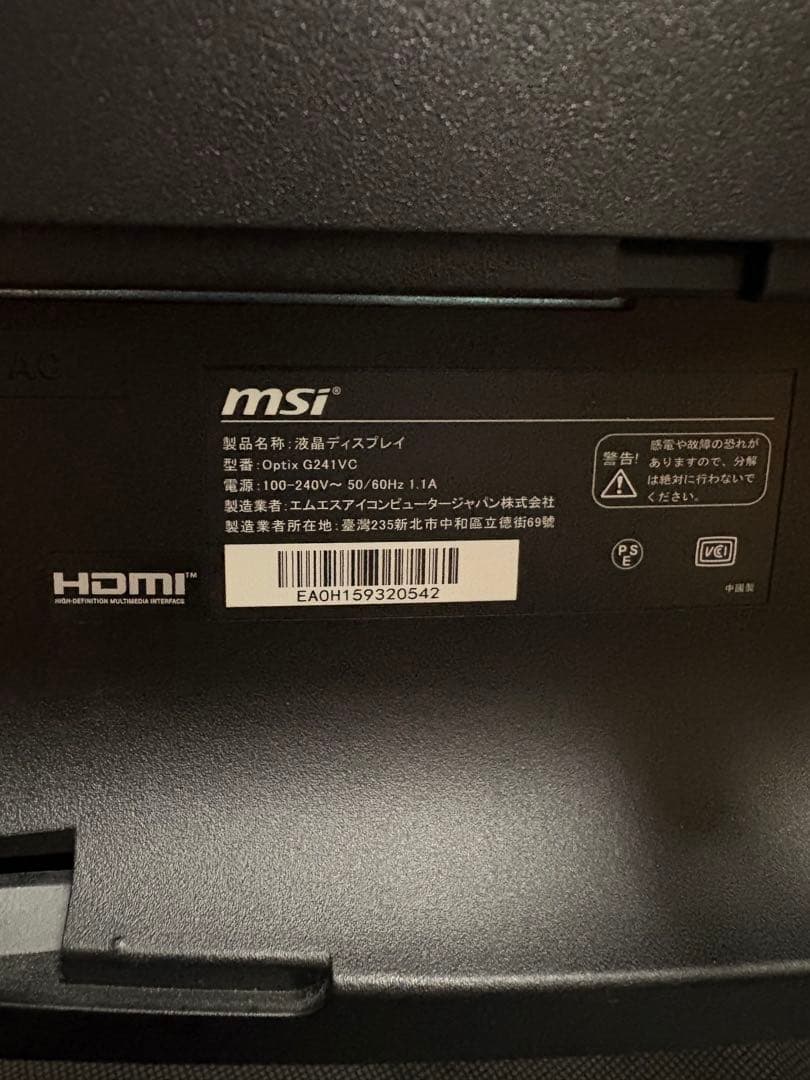 AC
msi®
製品名称:液晶ディスプレイ
型番:Optix G241VC
電源:100-240V～ 50/60Hz 1.1A
製造業者:エムエスアイコンピュータージャパン株式会社
製造業者所在地:臺灣235新北市中和區立德街69號
警告!
感電や故障の恐れが
ありますので、分解
は絶対に行わないで
ください。
HDMI™
HIGH-DEFINITION MULTIMEDIA INTERFACE
EA0H159320542
PS
E
VCI
中國製